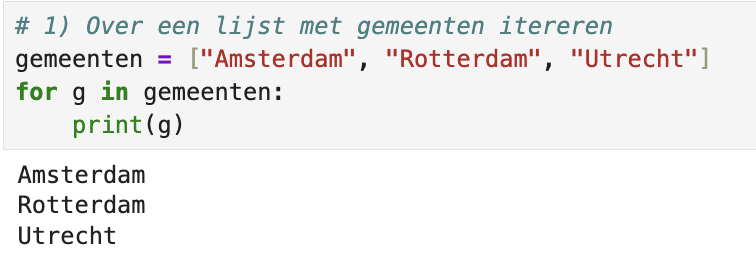 # 1) Over een lijst met gemeenten itereren
gemeenten = ["Amsterdam", "Rotterdam", "Utrecht"]
for g in gemeenten:
    print(g)
Amsterdam
Rotterdam
Utrecht